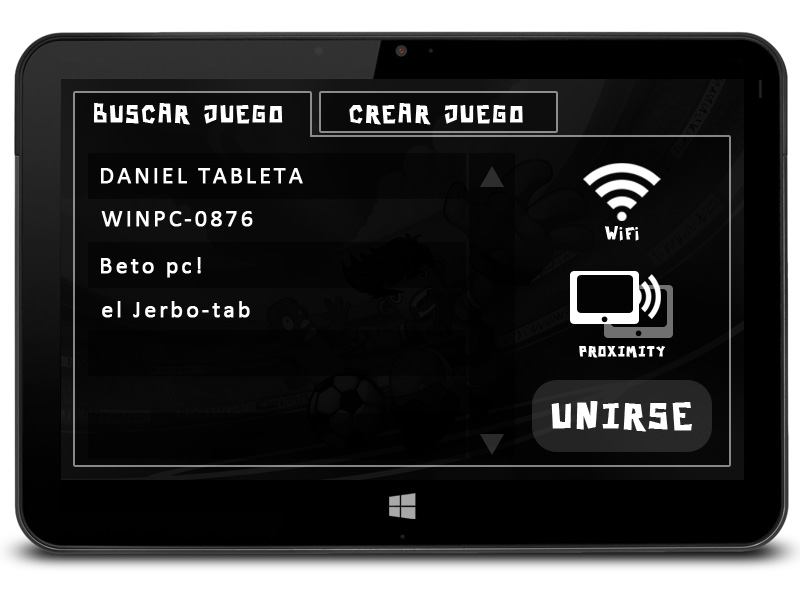 BUSCAR JUEGO
CREAR JUEGO
DANIEL TABLETA
WINPC-0876
Beto pc!
el Jerbo-tab
WiFi
PROXIMITY
UNIRSE